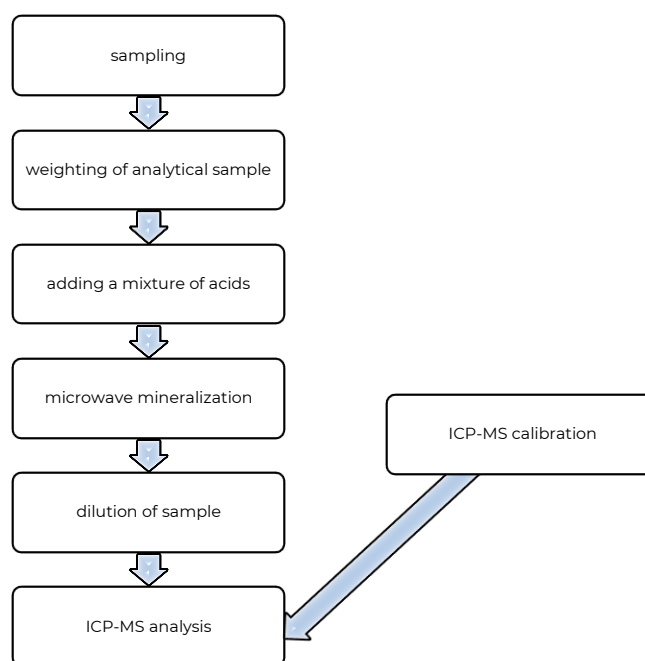 sampling
weighting of analytical sample
adding a mixture of acids
microwave mineralization
ICP-MS calibration
dilution of sample
ICP-MS analysis